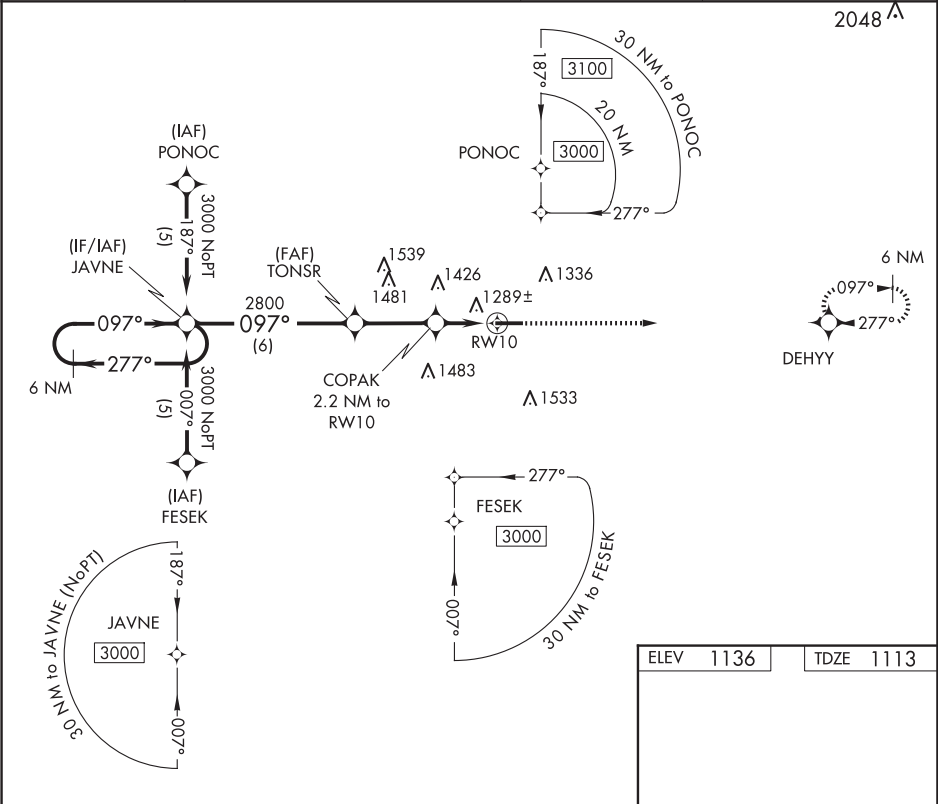 2048
30 NM to PONOC
187°
3100
20 NM
3000
PONOC
277°
(IAF)
PONOC
3000 NoPT
187°
(5)
(IF/IAF)
JAVNE
(FAF)
TONSR
1539
1481
1426
1336
1289±
6 NM
097°
277°
DEHYY
097°
277°
6 NM
2800
097°
(6)
RW10
COPAK
2.2 NM to
RW10
1483
1533
3000 NoPT
007°
(5)
(IAF)
FESEK
277°
FESEK
3000
007°
30 NM to FESEK
30 NM to JAVNE (NoPT)
187°
JAVNE
3000
007°
ELEV 1136
TDZE 1113